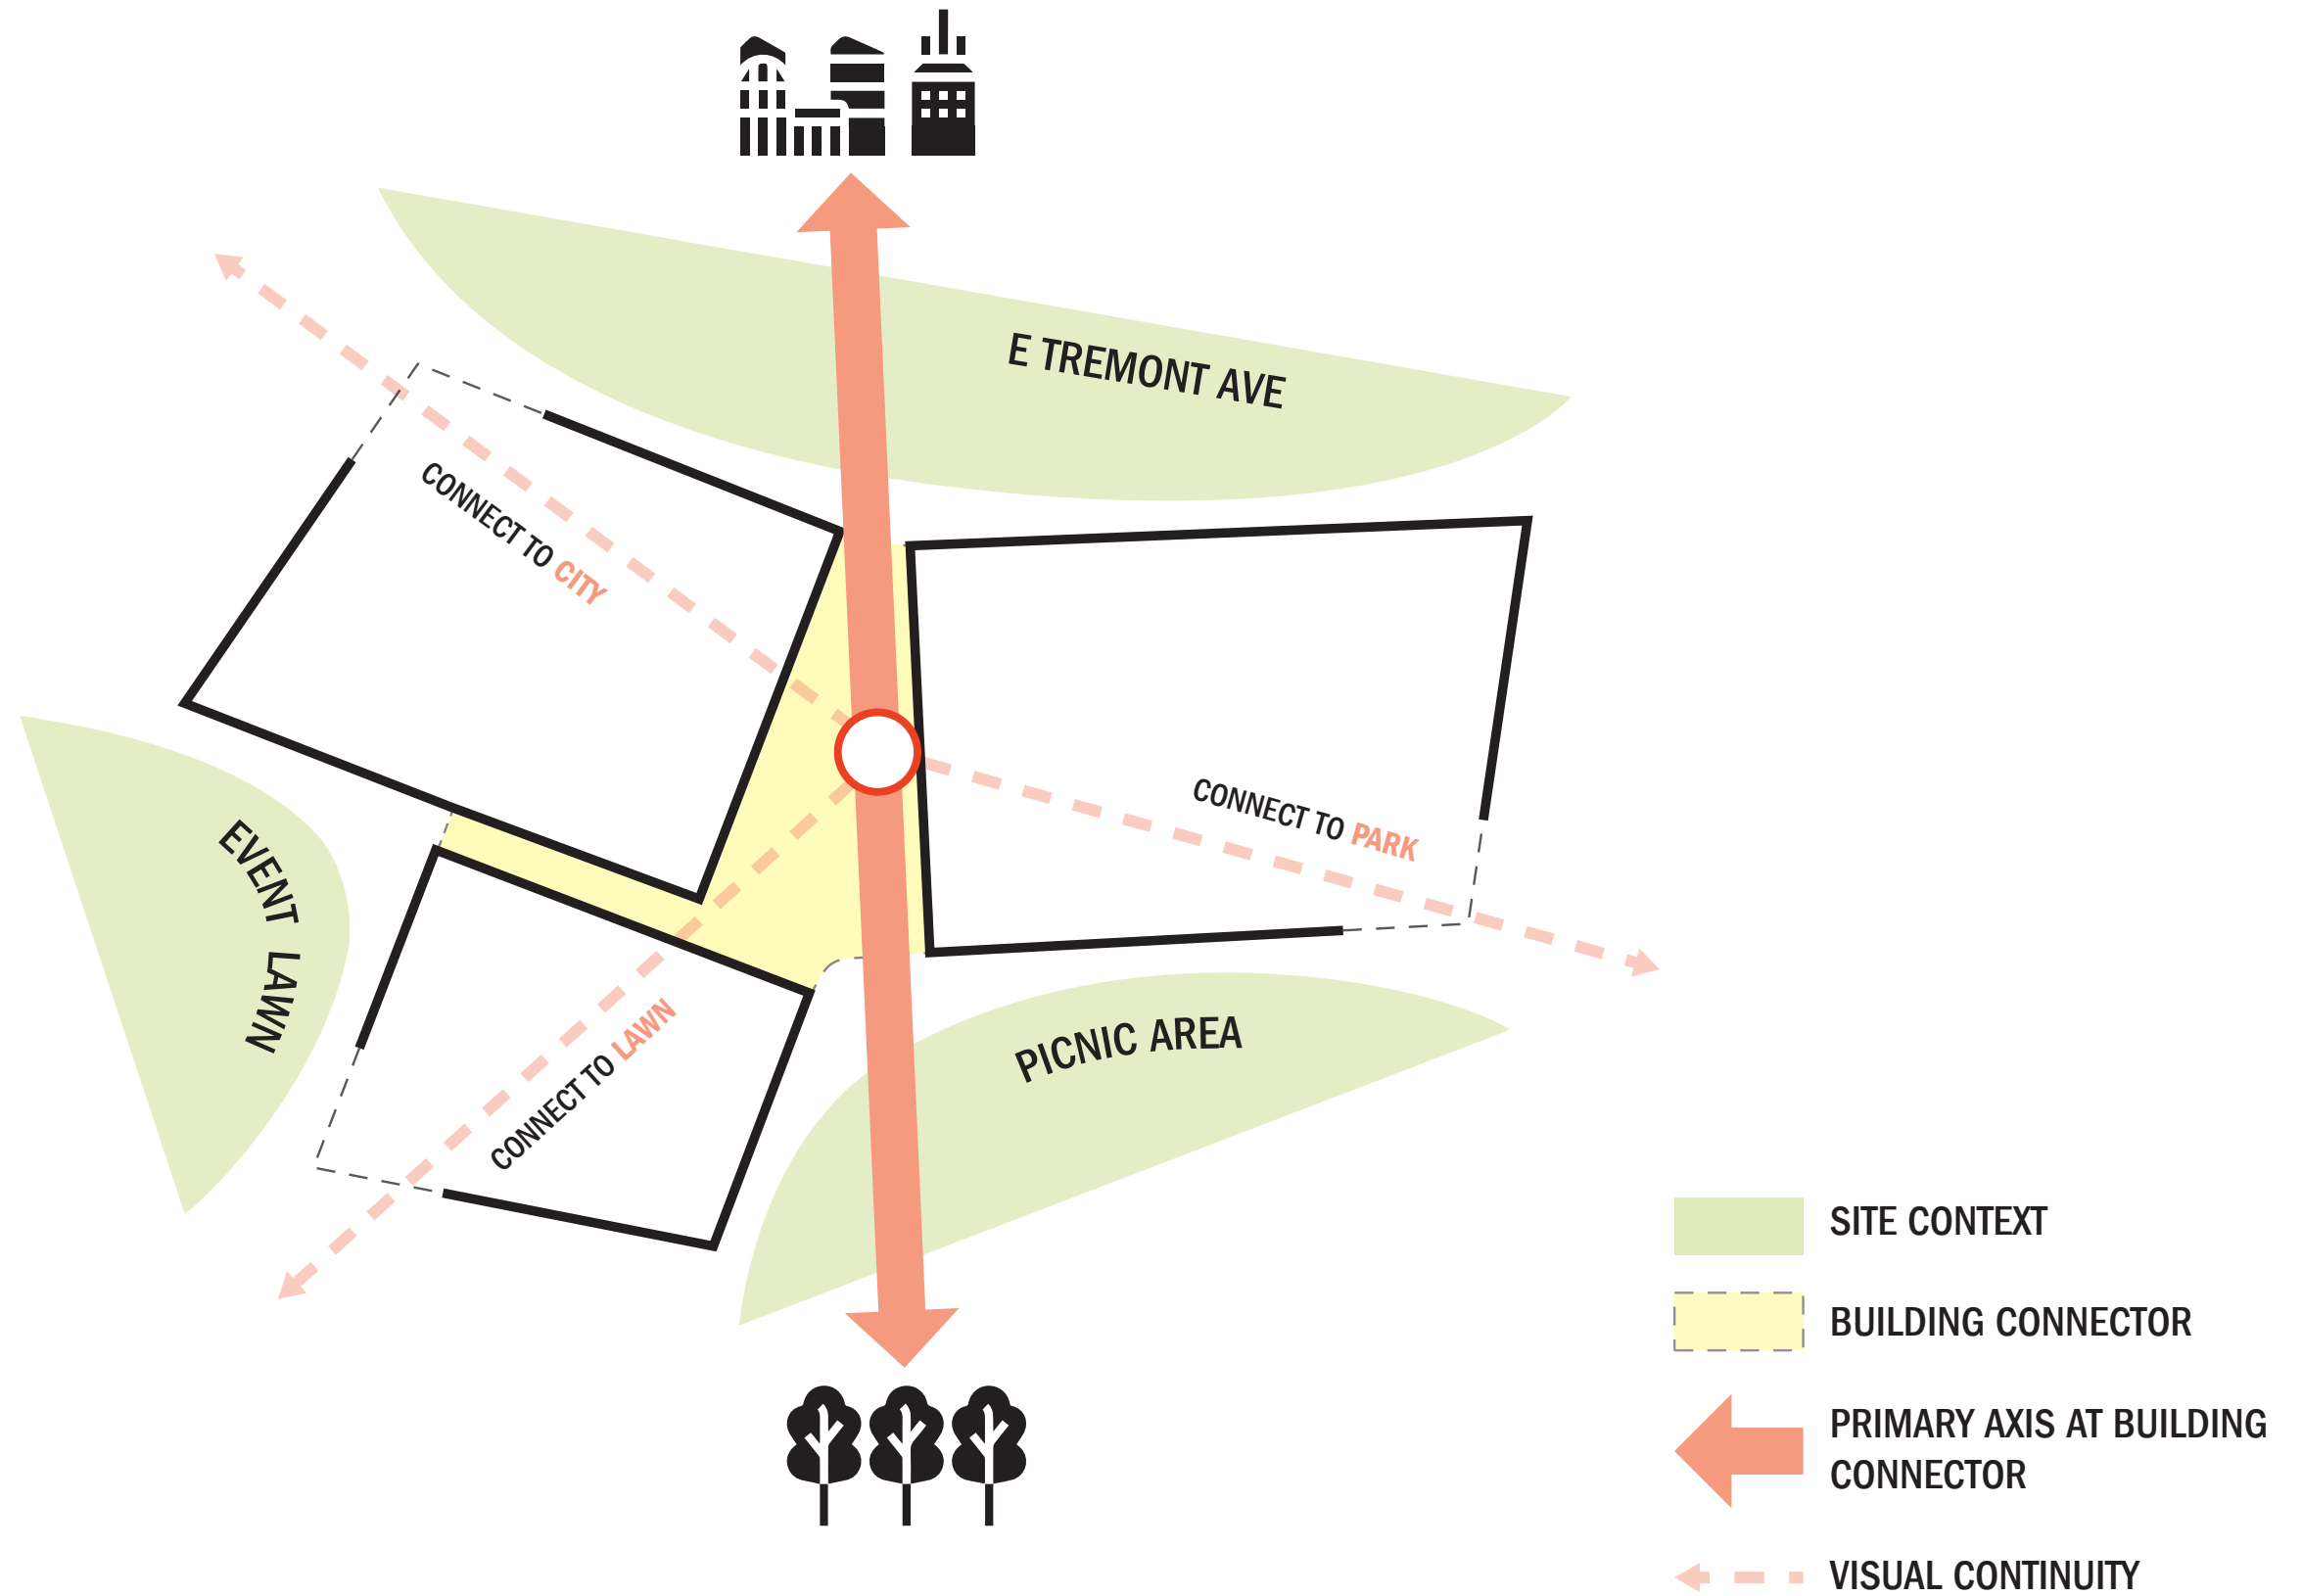 E TREMONT AVE
CONNECT TO CITY
CONNECT TO PARK
EVENT LAWN
CONNECT TO LAWN
PICNIC AREA
SITE CONTEXT
BUILDING CONNECTOR
PRIMARY AXIS AT BUILDING
CONNECTOR
VISUAL CONTINUITY